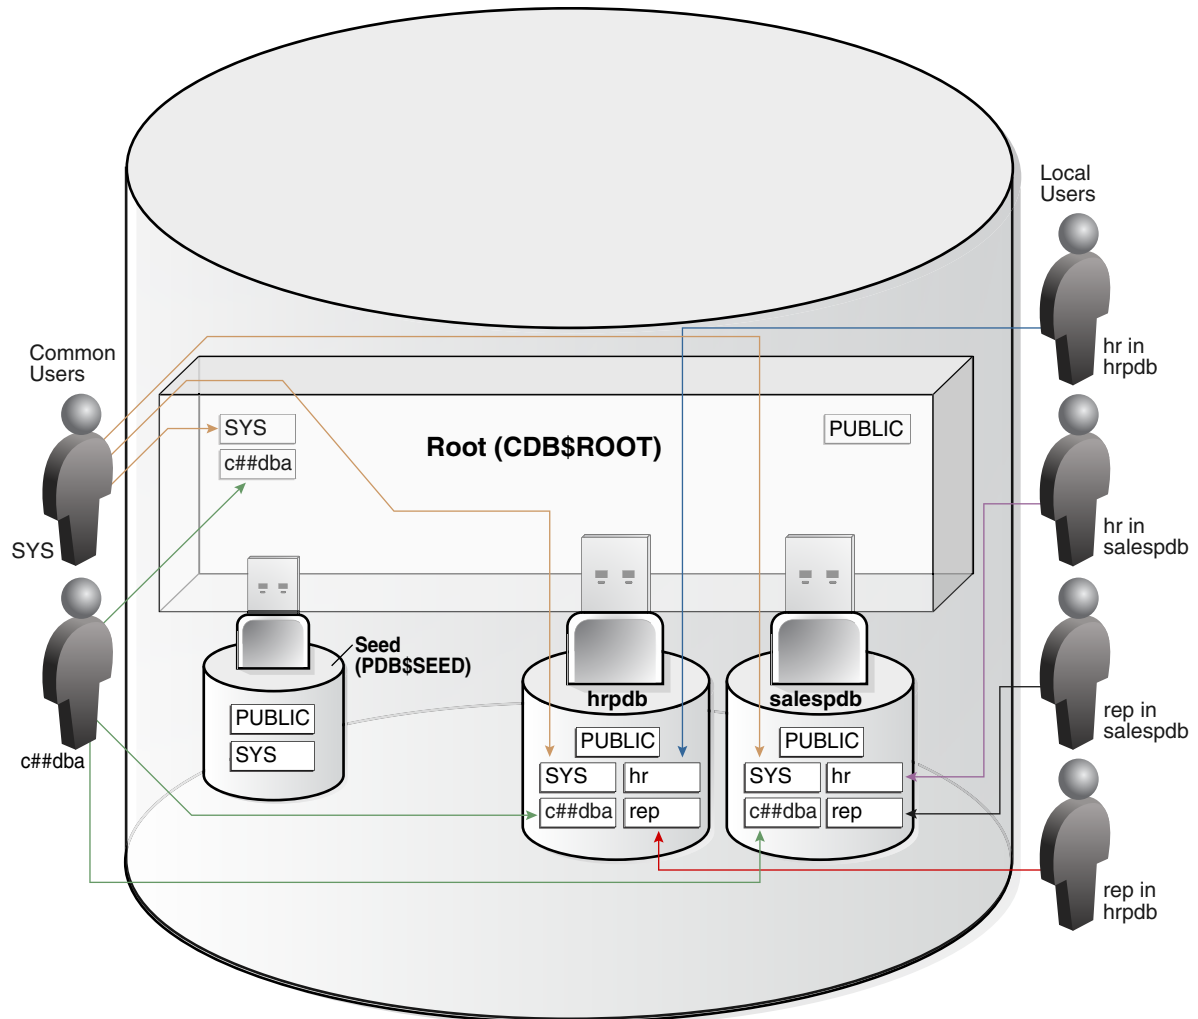 Local
Users
hr in
hrpdb
Common
Users
SYS
c##dba
Root (CDB$ROOT)
PUBLIC
SYS
hr in
salespdb
c##dba
Seed
(PDB$SEED)
PUBLIC
SYS
hrpdb
PUBLIC
SYS
hr
c##dba
rep
salespdb
PUBLIC
SYS
hr
c##dba
rep
rep in
salespdb
rep in
hrpdb